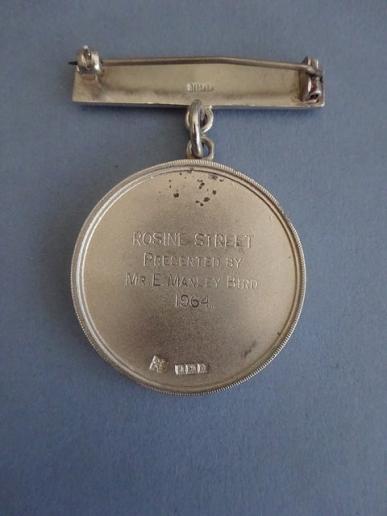 ROSINE STREET
PRESENTED BY
MR E MANLEY BIRD
1964